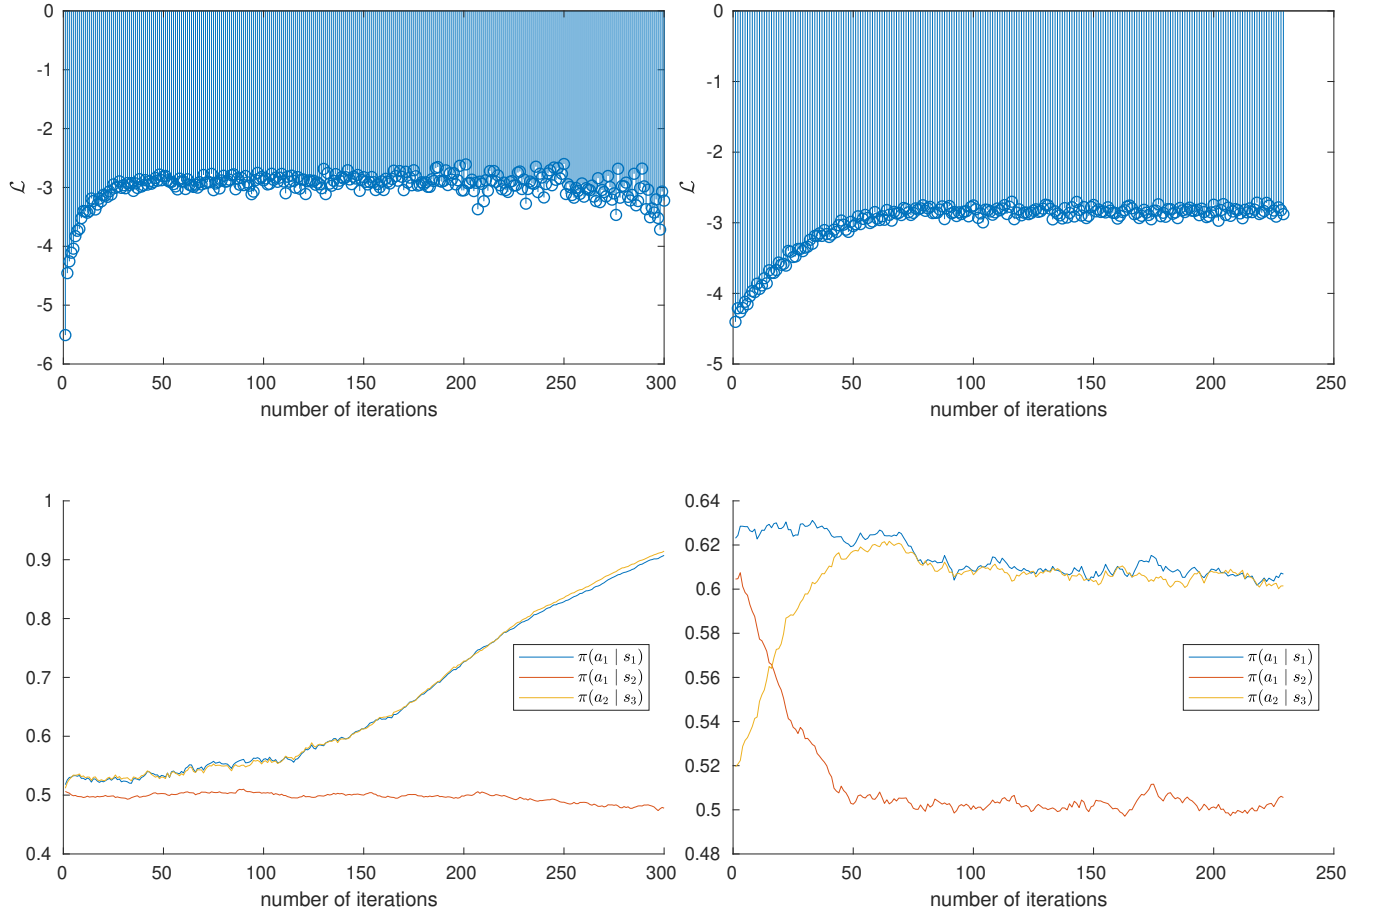 0
-1
-2
-3
-4
-5
-6
ℒ
0 50 100 150 200 250 300
number of iterations
0
-1
-2
-3
-4
-5
ℒ
0 50 100 150 200 250
number of iterations
1
0.9
0.8
0.7
0.6
0.5
0.4
π(a₁ | s₁)
π(a₁ | s₂)
π(a₂ | s₃)
0 50 100 150 200 250 300
number of iterations
0.64
0.62
0.6
0.58
0.56
0.54
0.52
0.5
0.48
π(a₁ | s₁)
π(a₁ | s₂)
π(a₂ | s₃)
0 50 100 150 200 250
number of iterations